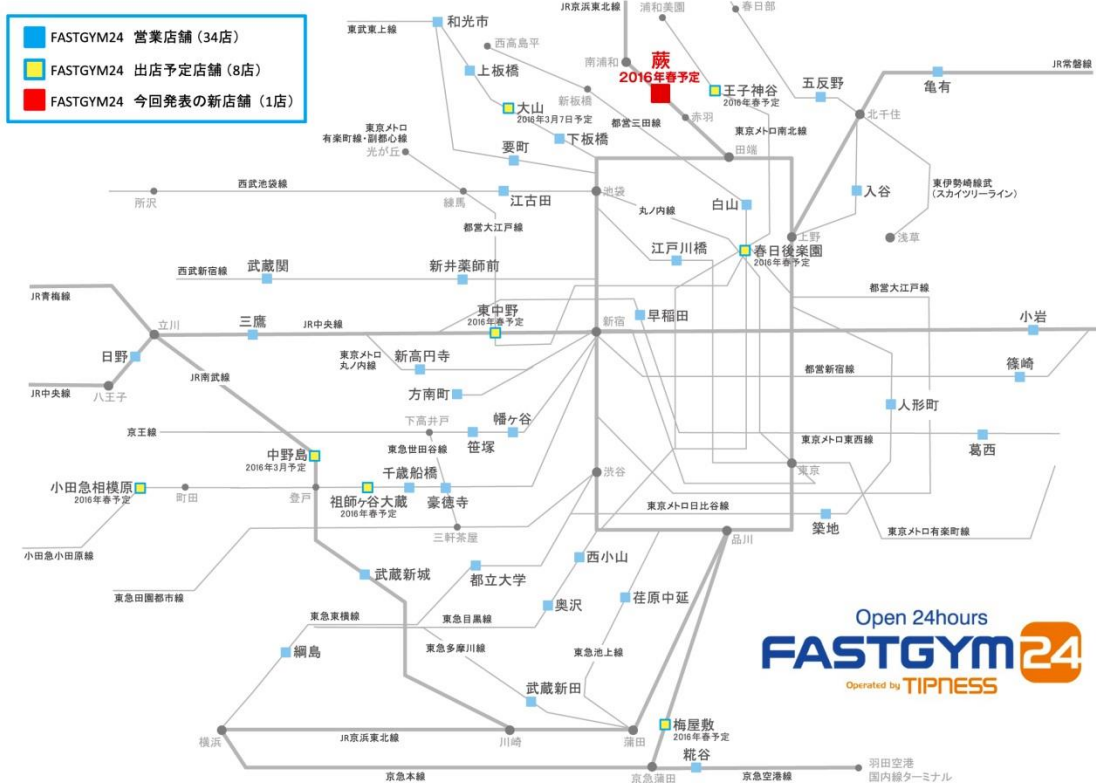 FASTGYM24 営業店舗 (34店)
FASTGYM24 出店予定店舗 (8店)
FASTGYM24 今回発表の新店舗 (1店)
JR京浜東北線
浦和美園
春日部
東武東上線
和光市
西高島平
南浦和
蕨
2016年春予定
上板橋
新板橋
王子神谷
2016年春予定
五反野
亀有
JR常磐線
大山
2016年3月7日予定
都営三田線
赤羽
北千住
東京メトロ
有楽町線・副都心線
下板橋
東京メトロ南北線
光が丘
要町
田端
西武池袋線
所沢
練馬
江古田
池袋
白山
入谷
東伊勢崎線武
(スカイツリーライン)
丸ノ内線
都営大江戸線
上野
浅草
江戸川橋
春日後楽園
2016年春予定
武蔵関
新井薬師前
西武新宿線
JR青梅線
都営大江戸線
東中野
2016年春予定
早稲田
立川
三鷹
JR中央線
新宿
小岩
日野
東京メトロ
丸ノ内線
新高円寺
JR南武線
都営新宿線
篠崎
JR中央線
八王子
方南町
人形町
下高井戸
幡ヶ谷
京王線
笹塚
東急世田谷線
東京メトロ東西線
葛西
中野島
2016年3月予定
千歳船橋
渋谷
東京
小田急相模原
2016年春予定
町田
登戸
祖師ヶ谷大蔵
2016年春予定
豪徳寺
東京メトロ日比谷線
築地
三軒茶屋
品川
東京メトロ有楽町線
小田急小田原線
西小山
武蔵新城
都立大学
東急田園都市線
荏原中延
奥沢
東急東横線
東急目黒線
Open 24hours
FASTGYM24
Operated by TIPNESS
綱島
東急多摩川線
東急池上線
武蔵新田
梅屋敷
2016年春予定
横浜
JR京浜東北線
川崎
蒲田
糀谷
京急本線
京急蒲田
京急空港線
羽田空港
国内線ターミナル